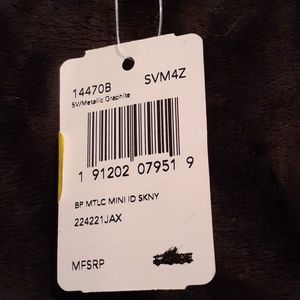 14470B SVM4Z
SV/Metallic Graphite
1 91202 07951 9
BP MTLC MINI ID SKNY
224221JAX
MFSRP